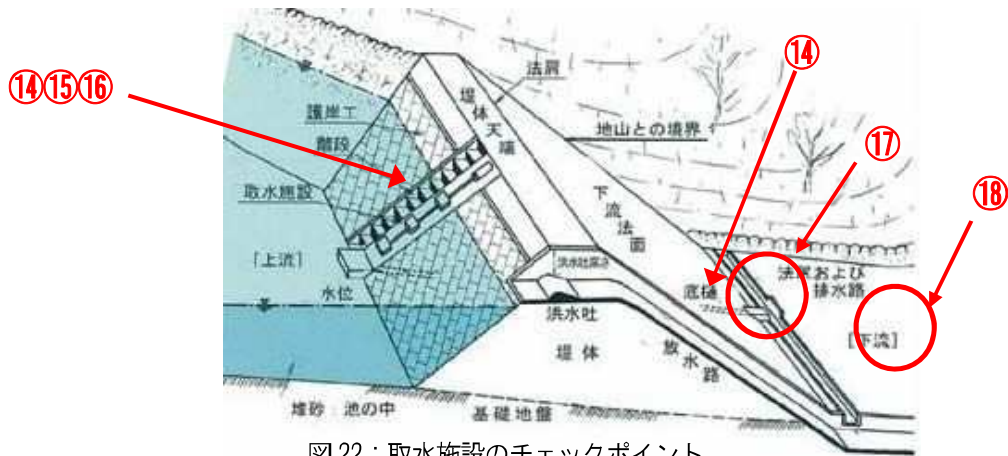 ⑭⑮⑯
法肩
堤体天端
護岸工
階段
地山との境界
⑭
⑰
⑱
取水施設
下流法面
[上流]
水位
洪水吐
底樋
法尻および
排水路
[下流]
堤体
放水路
堆砂：池の中
基礎地盤
図22：取水施設のチェックポイント